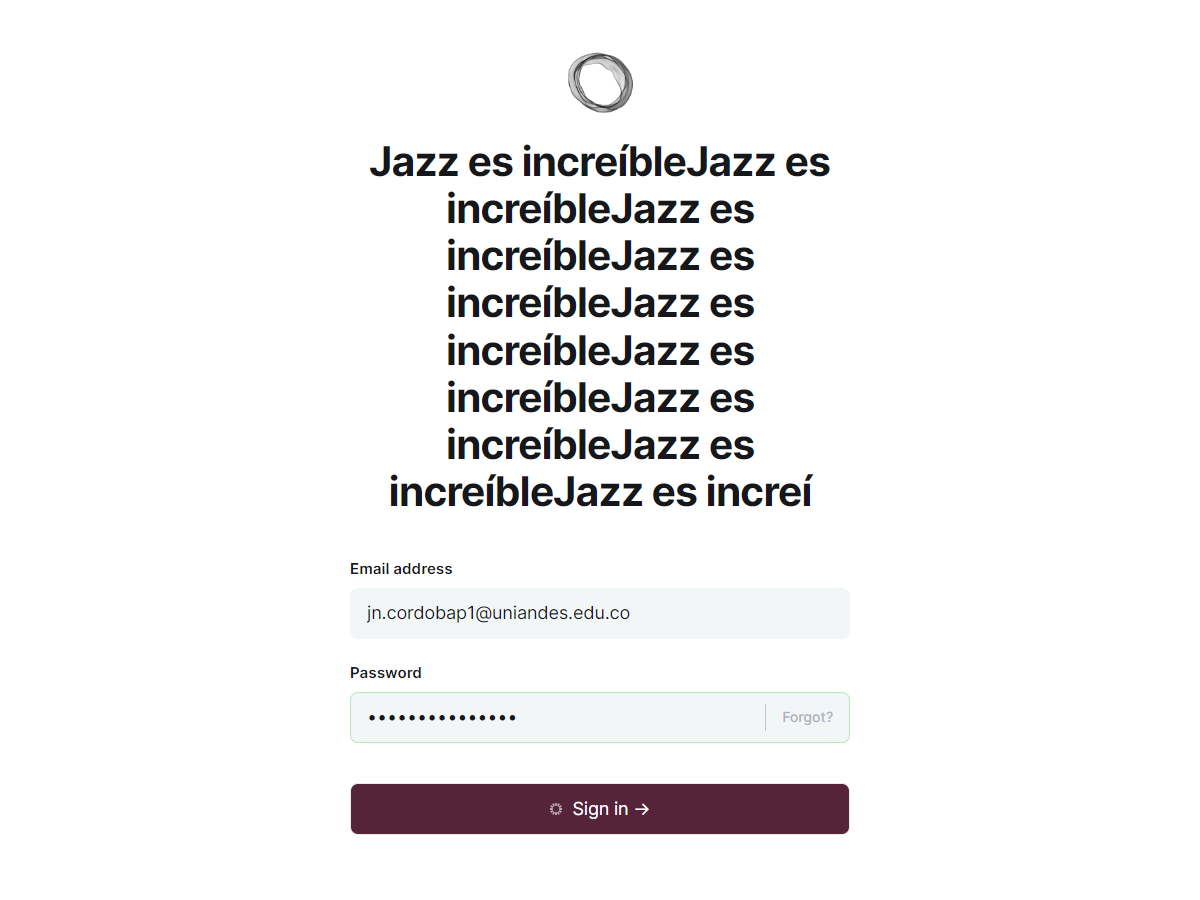 Jazz es increíbleJazz es
increíbleJazz es
increíbleJazz es
increíbleJazz es
increíbleJazz es
increíbleJazz es
increíbleJazz es
increíbleJazz es increí
Email address
jn.cordobap1@uniandes.edu.co
Password
•••••••••••••••
Forgot?
Sign in →